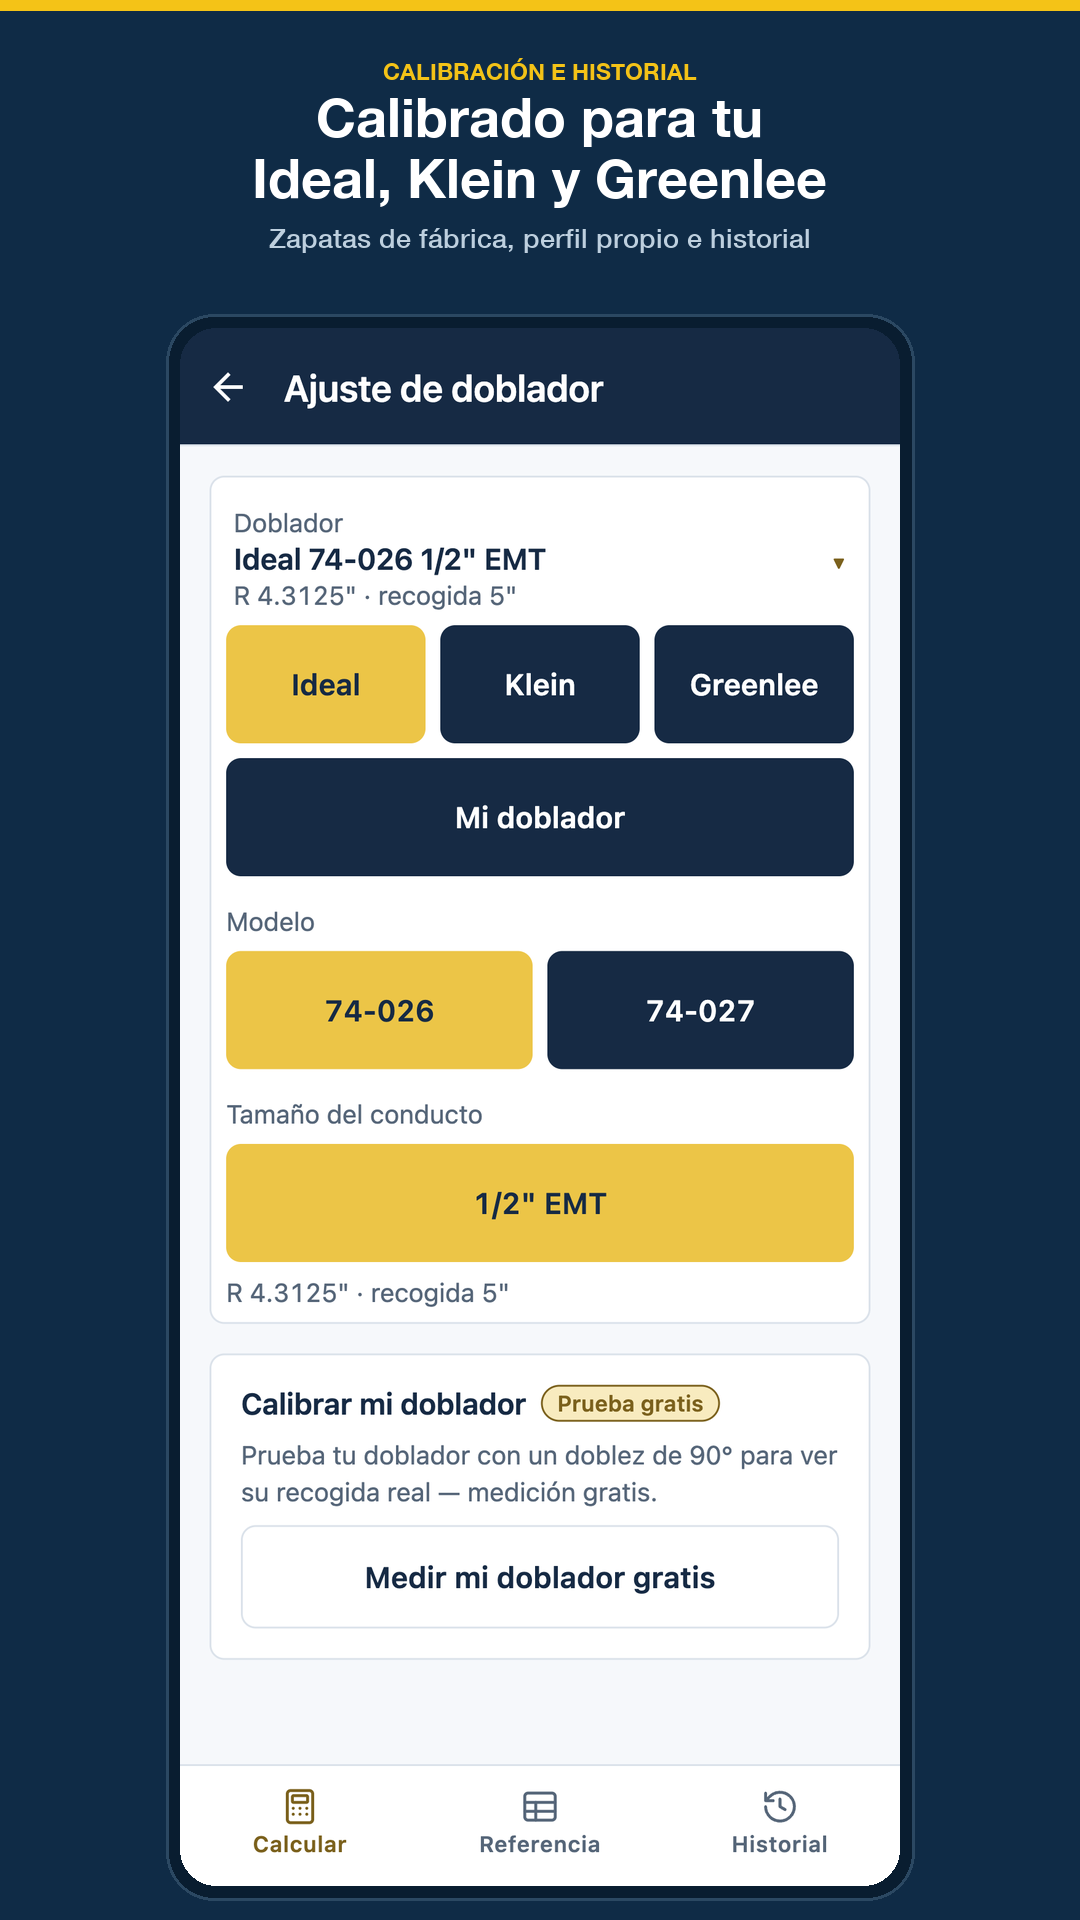 CALIBRACIÓN E HISTORIAL
Calibrado para tu
Ideal, Klein y Greenlee
Zapatas de fábrica, perfil propio e historial
Ajuste de doblador
Doblador
Ideal 74-026 1/2" EMT
R 4.3125" · recogida 5"
Ideal
Klein
Greenlee
Mi doblador
Modelo
74-026
74-027
Tamaño del conducto
1/2" EMT
R 4.3125" · recogida 5"
Calibrar mi doblador
Prueba gratis
Prueba tu doblador con un doblez de 90° para ver
su recogida real — medición gratis.
Medir mi doblador gratis
Calcular
Referencia
Historial